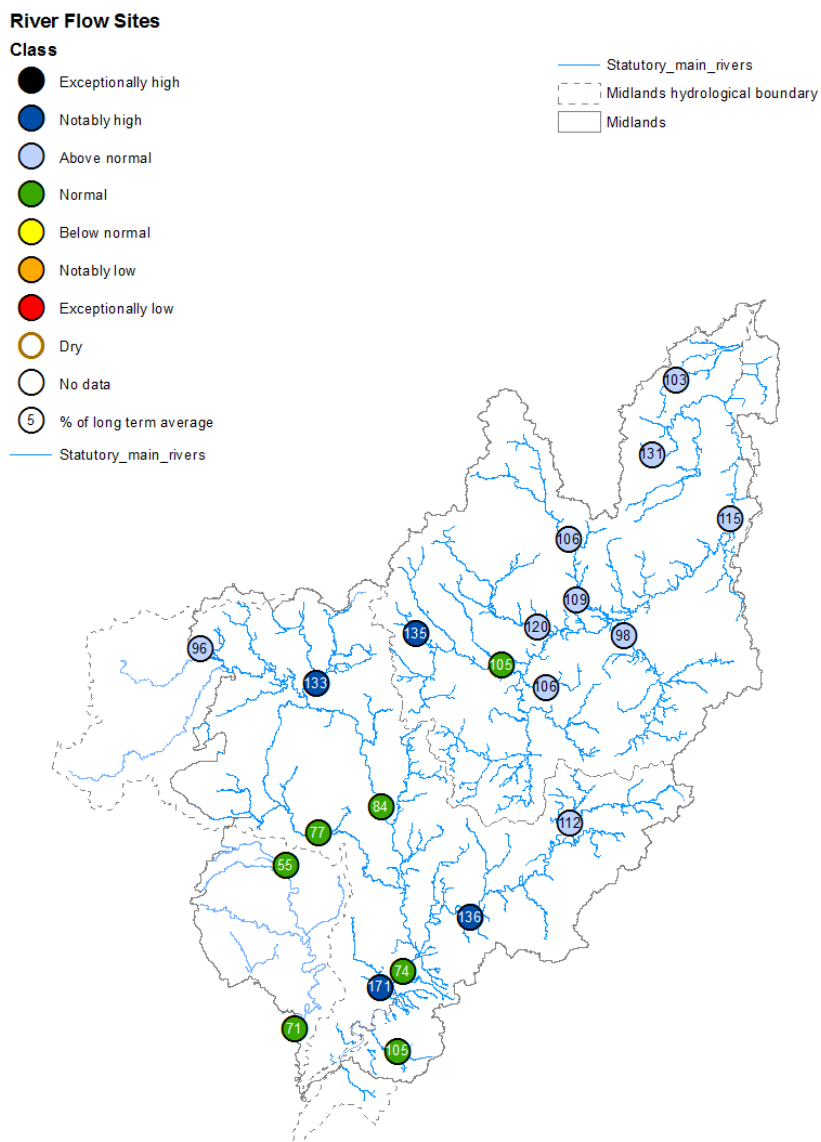 River Flow Sites
Class
Exceptionally high
Notably high
Above normal
Normal
Below normal
Notably low
Exceptionally low
Dry
No data
5 % of long term average
Statutory_main_rivers
Statutory_main_rivers
Midlands hydrological boundary
Midlands
103
131
115
106
109
120
135
98
96
105
133
106
84
112
77
55
136
74
171
71
105